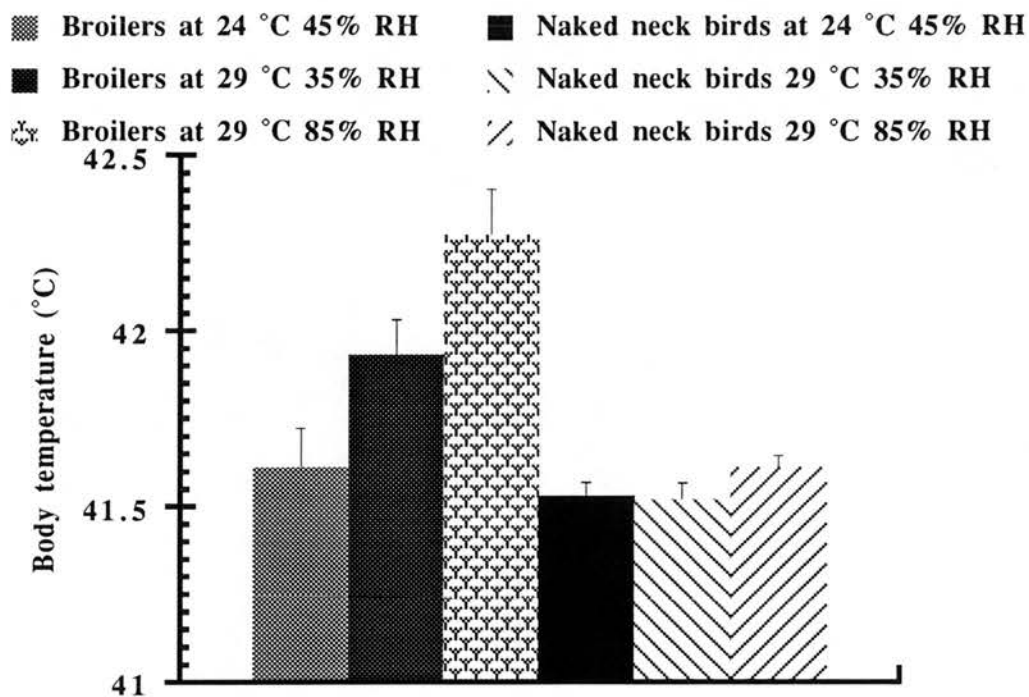 Broilers at 24 °C 45% RH
Naked neck birds at 24 °C 45% RH
Broilers at 29 °C 35% RH
Naked neck birds 29 °C 35% RH
Broilers at 29 °C 85% RH
Naked neck birds 29 °C 85% RH
42.5
42
41.5
41
Body temperature (°C)